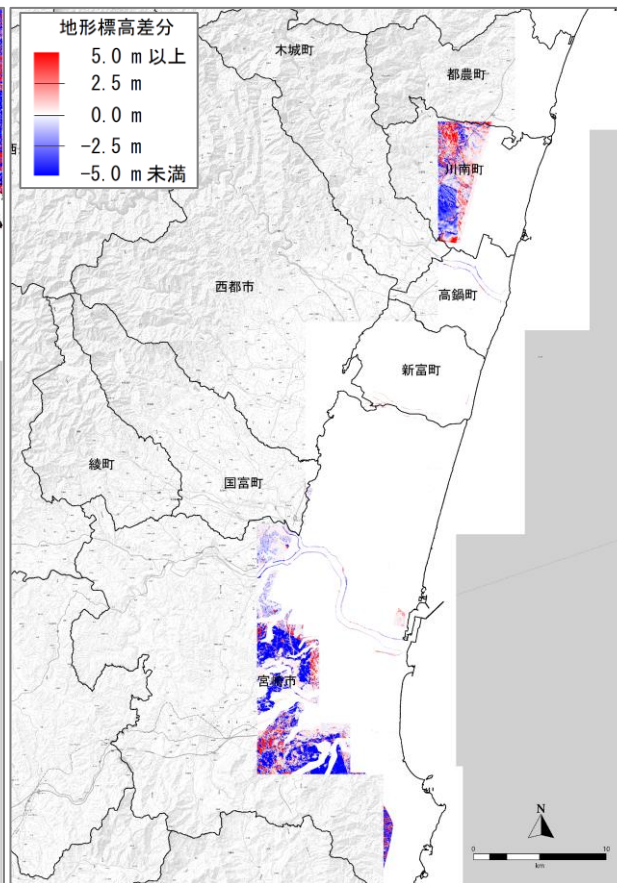 地形標高差分
5.0 m 以上
2.5 m
0.0 m
-2.5 m
-5.0 m 未満
木城町
都農町
川南町
西都市
高鍋町
新富町
綾町
国富町
宮崎市
N
0
10
km